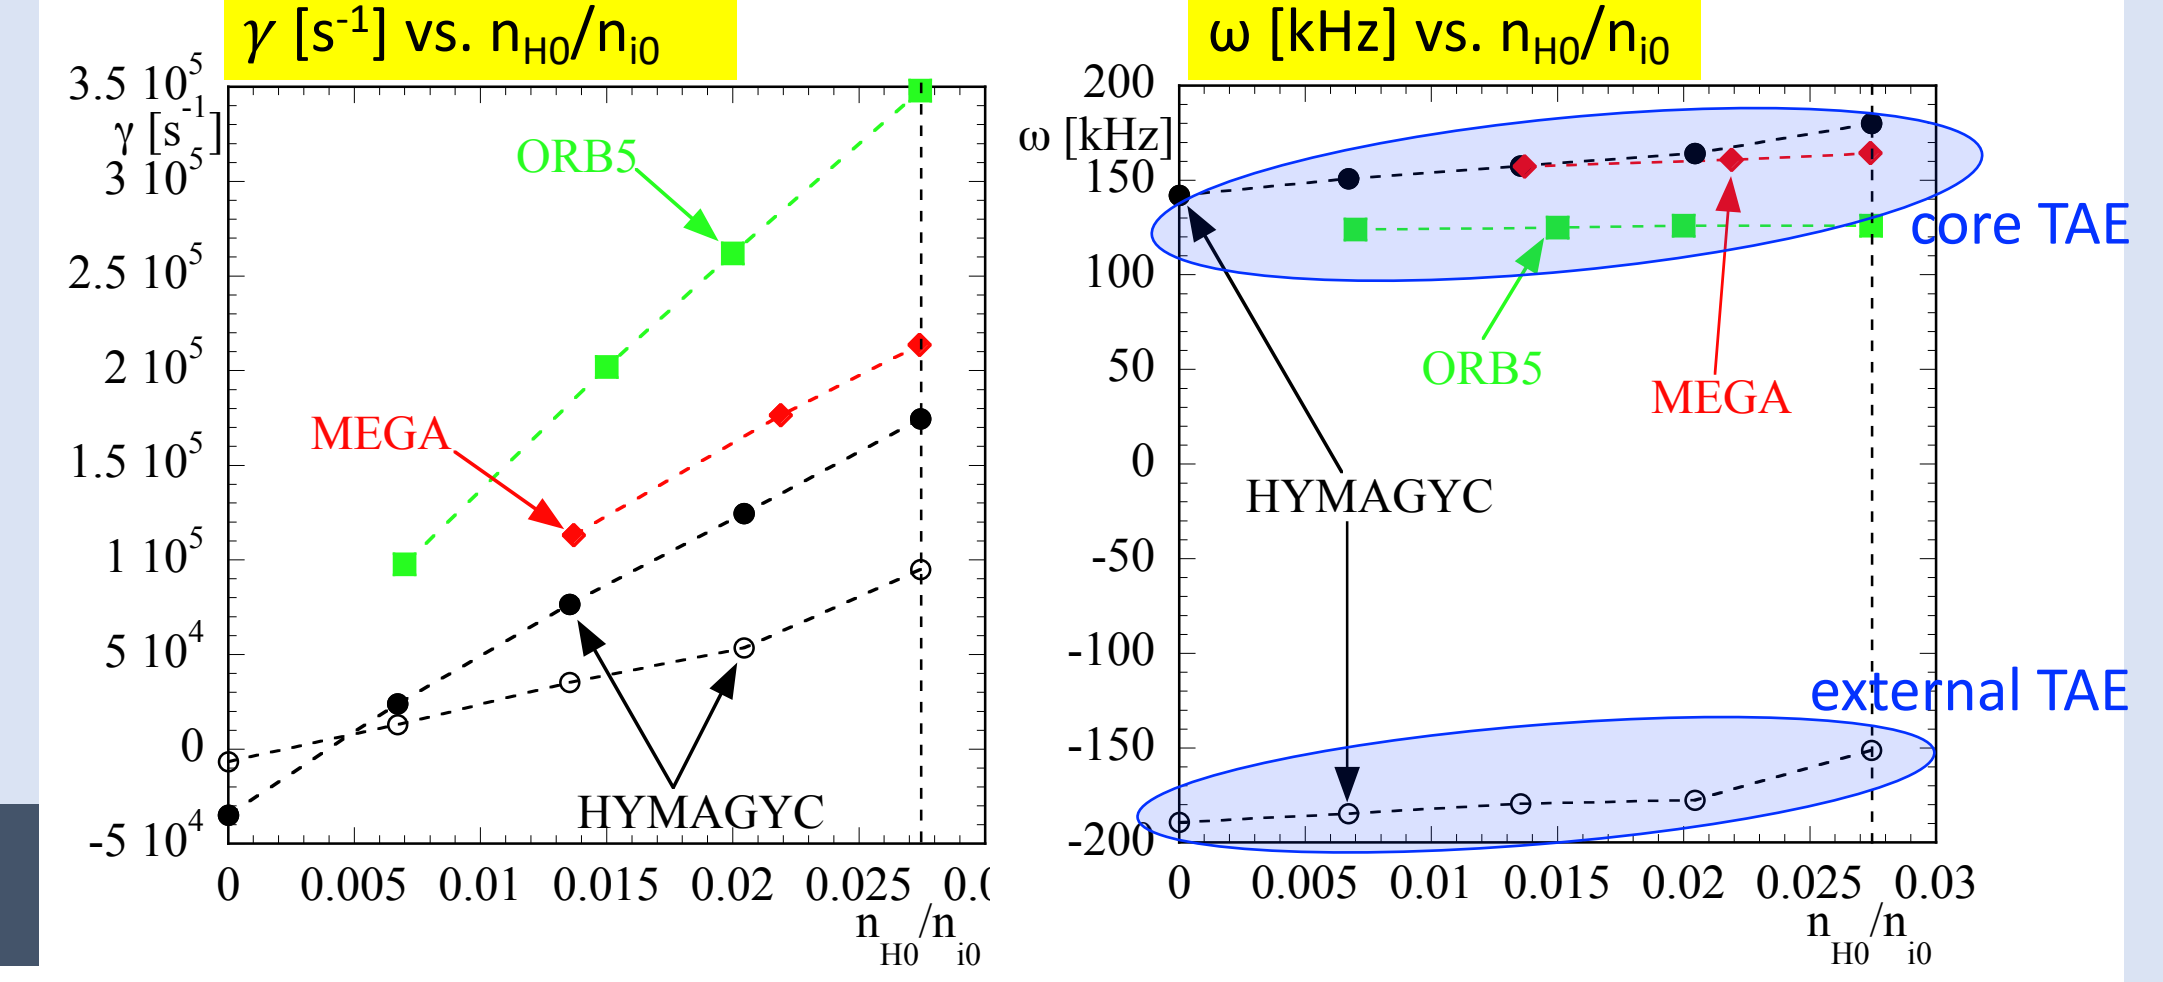 γ [s-1] vs. nH0/ni0
3.5 10^5
γ [s-1]
3 10^5
2.5 10^5
2 10^5
1.5 10^5
1 10^5
5 10^4
0
-5 10^4
ORB5
MEGA
HYMAGYC
0 0.005 0.01 0.015 0.02 0.025 0.0
nH0/ni0
ω [kHz] vs. nH0/ni0
200
ω [kHz]
150
100
50
0
-50
-100
-150
-200
core TAE
ORB5
MEGA
HYMAGYC
external TAE
0 0.005 0.01 0.015 0.02 0.025 0.03
nH0/ni0